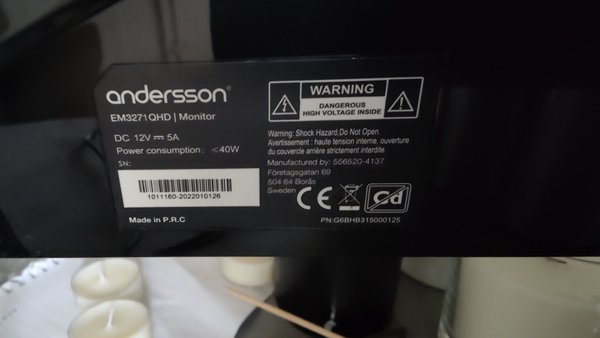 andersson®
EM3271QHD | Monitor
DC 12V ⎓ 5A
Power consumption: ≤40W
SN:
1011160-2022010126
Made in P.R.C
WARNING
DANGEROUS
HIGH VOLTAGE INSIDE
Warning: Shock Hazard,Do Not Open.
Avertissement : haute tension interne, ouverture
du couvercle arrière strictement interdite.
Manufactured by: 556520-4137
Företagsgatan 69
504 64 Borås
Sweden
CE
Cd
PN:G6BHB315000125